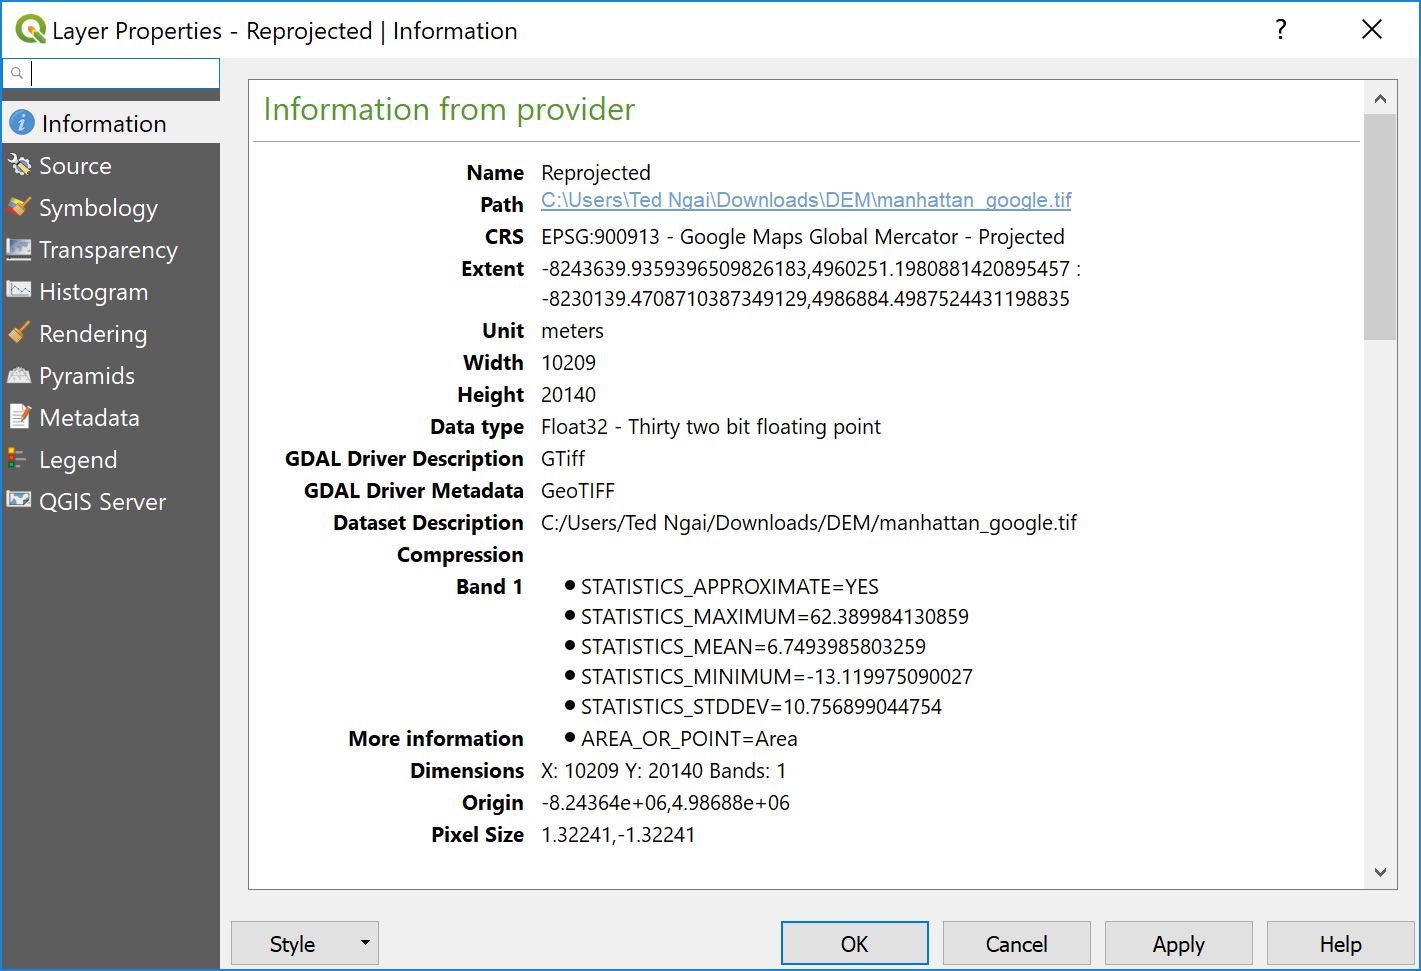 Layer Properties - Reprojected | Information
?
Information
Source
Symbology
Transparency
Histogram
Rendering
Pyramids
Metadata
Legend
QGIS Server
Information from provider
Name Reprojected
Path C:\Users\Ted Ngai\Downloads\DEM\manhattan_google.tif
CRS EPSG:900913 - Google Maps Global Mercator - Projected
Extent -8243639.9359396509826183,4960251.1980881420895457 :
-8230139.4708710387349129,4986884.4987524431198835
Unit meters
Width 10209
Height 20140
Data type Float32 - Thirty two bit floating point
GDAL Driver Description GTiff
GDAL Driver Metadata GeoTIFF
Dataset Description C:/Users/Ted Ngai/Downloads/DEM/manhattan_google.tif
Compression
Band 1 • STATISTICS_APPROXIMATE=YES
• STATISTICS_MAXIMUM=62.389984130859
• STATISTICS_MEAN=6.7493985803259
• STATISTICS_MINIMUM=-13.119975090027
• STATISTICS_STDDEV=10.756899044754
More information • AREA_OR_POINT=Area
Dimensions X: 10209 Y: 20140 Bands: 1
Origin -8.24364e+06,4.98688e+06
Pixel Size 1.32241,-1.32241
Style OK Cancel Apply Help